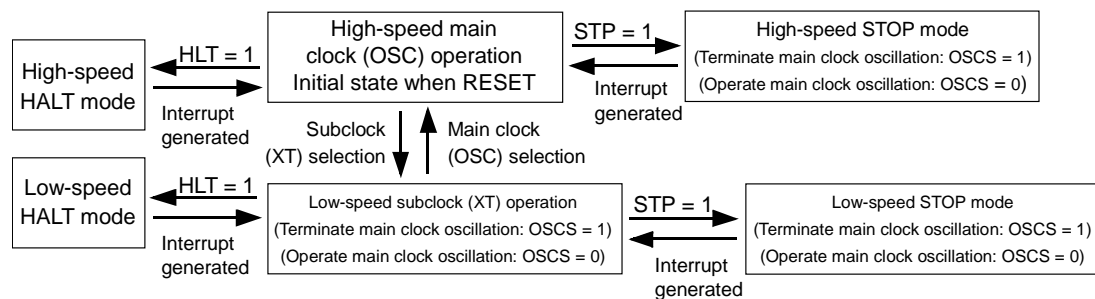 High-speed main
clock (OSC) operation
Initial state when RESET
STP = 1
High-speed STOP mode
(Terminate main clock oscillation: OSCS = 1)
(Operate main clock oscillation: OSCS = 0)
HLT = 1
High-speed
HALT mode
Interrupt
generated
Interrupt
generated
Subclock
(XT) selection
Main clock
(OSC) selection
Low-speed
HALT mode
HLT = 1
Interrupt
generated
Low-speed subclock (XT) operation
(Terminate main clock oscillation: OSCS = 1)
(Operate main clock oscillation: OSCS = 0)
STP = 1
Interrupt
generated
Low-speed STOP mode
(Terminate main clock oscillation: OSCS = 1)
(Operate main clock oscillation: OSCS = 0)